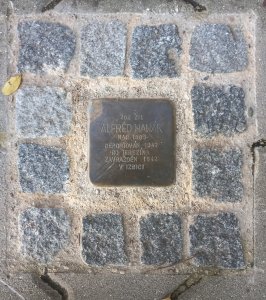 ZDE ŽIL
ALFRED
NAR.
DEPORTOVÁN 1942
DO TEREZÍNA
ZAVRAŽDĚN 1942
V IZBICI